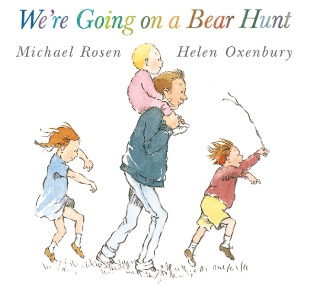 We're Going on a Bear Hunt
Michael Rosen Helen Oxenbury